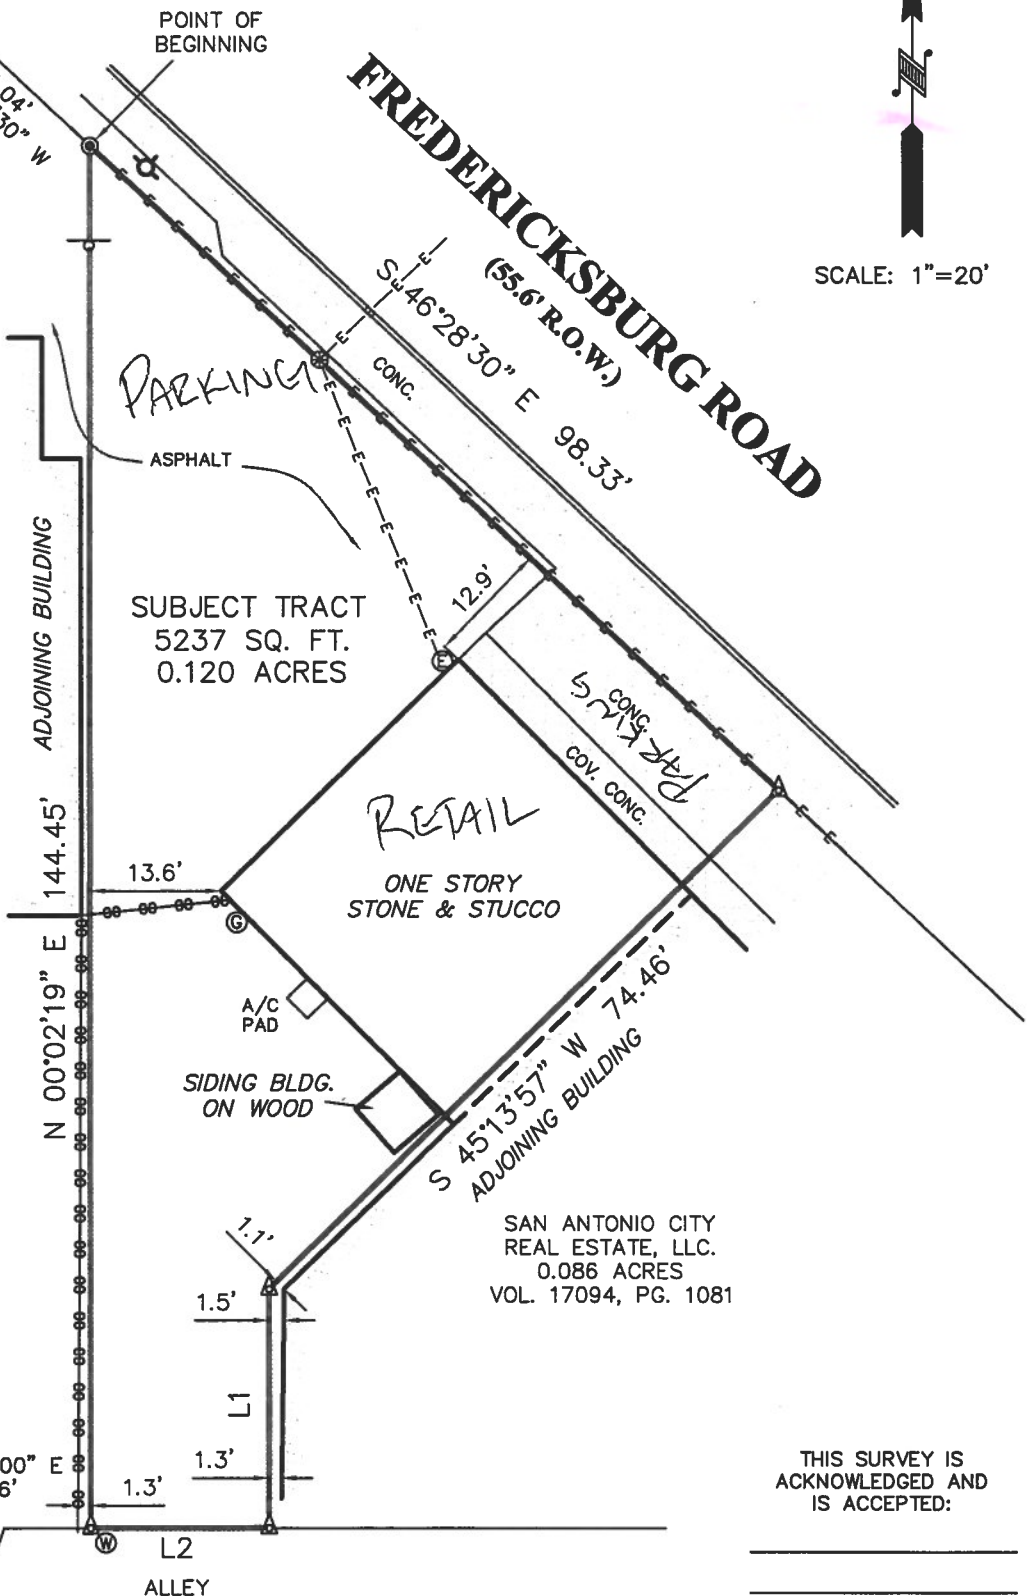 POINT OF
BEGINNING
04'
30" W
FREDERICKSBURG ROAD
(55.6' R.O.W.)
SCALE: 1"=20'
S 46°28'30" E 98.33'
E
E
E
CONC.
PARKING
ASPHALT
ADJOINING BUILDING
SUBJECT TRACT
5237 SQ. FT.
0.120 ACRES
12.9'
E
CONC.
PARKING
COV. CONC.
RETAIL
ONE STORY
STONE & STUCCO
13.6'
G
N 00°02'19" E 144.45'
A/C
PAD
SIDING BLDG.
ON WOOD
S 45°13'57" W 74.46'
ADJOINING BUILDING
SAN ANTONIO CITY
REAL ESTATE, LLC.
0.086 ACRES
VOL. 17094, PG. 1081
1.1'
1.5'
L1
1.3'
00" E
6'
1.3'
W
L2
ALLEY
THIS SURVEY IS
ACKNOWLEDGED AND
IS ACCEPTED: